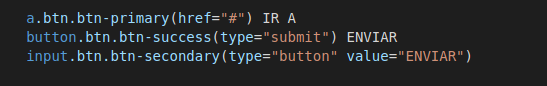 a.btn.btn-primary(href="#") IR A
button.btn.btn-success(type="submit") ENVIAR
input.btn.btn-secondary(type="button" value="ENVIAR")